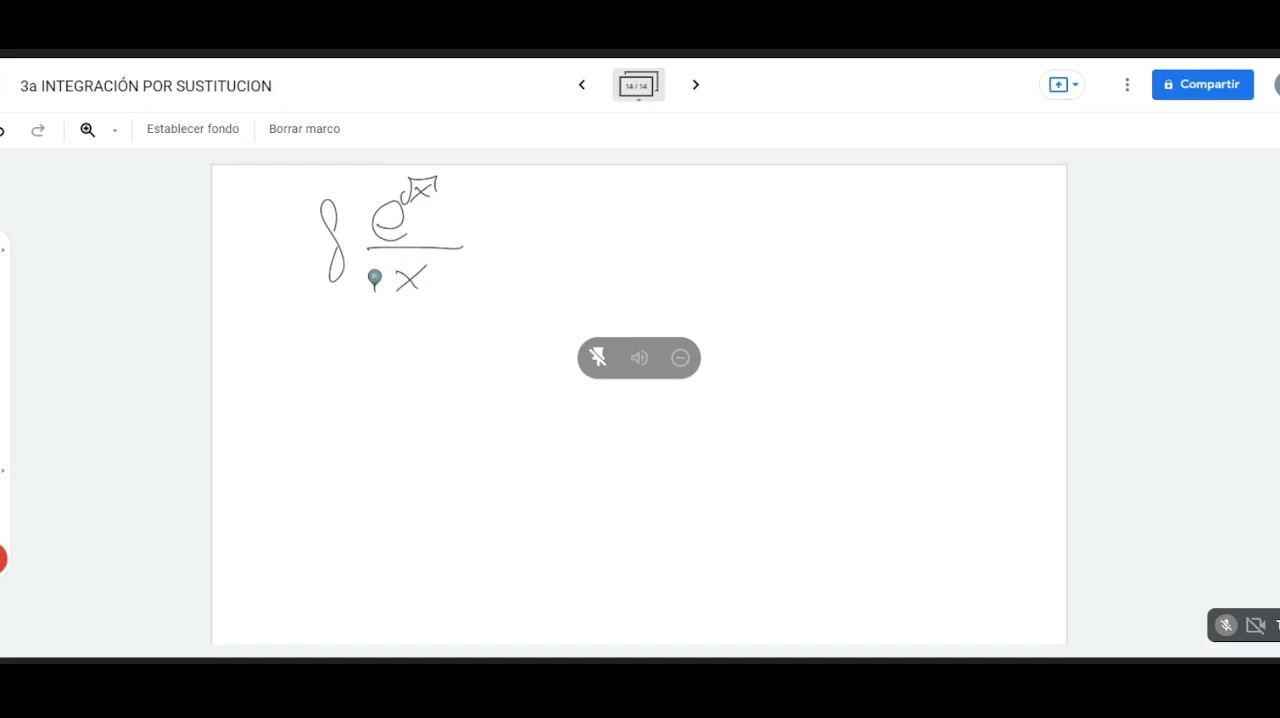 3a INTEGRACIÓN POR SUSTITUCION
14 / 14
Compartir
Establecer fondo
Borrar marco
∫ e^√x
x